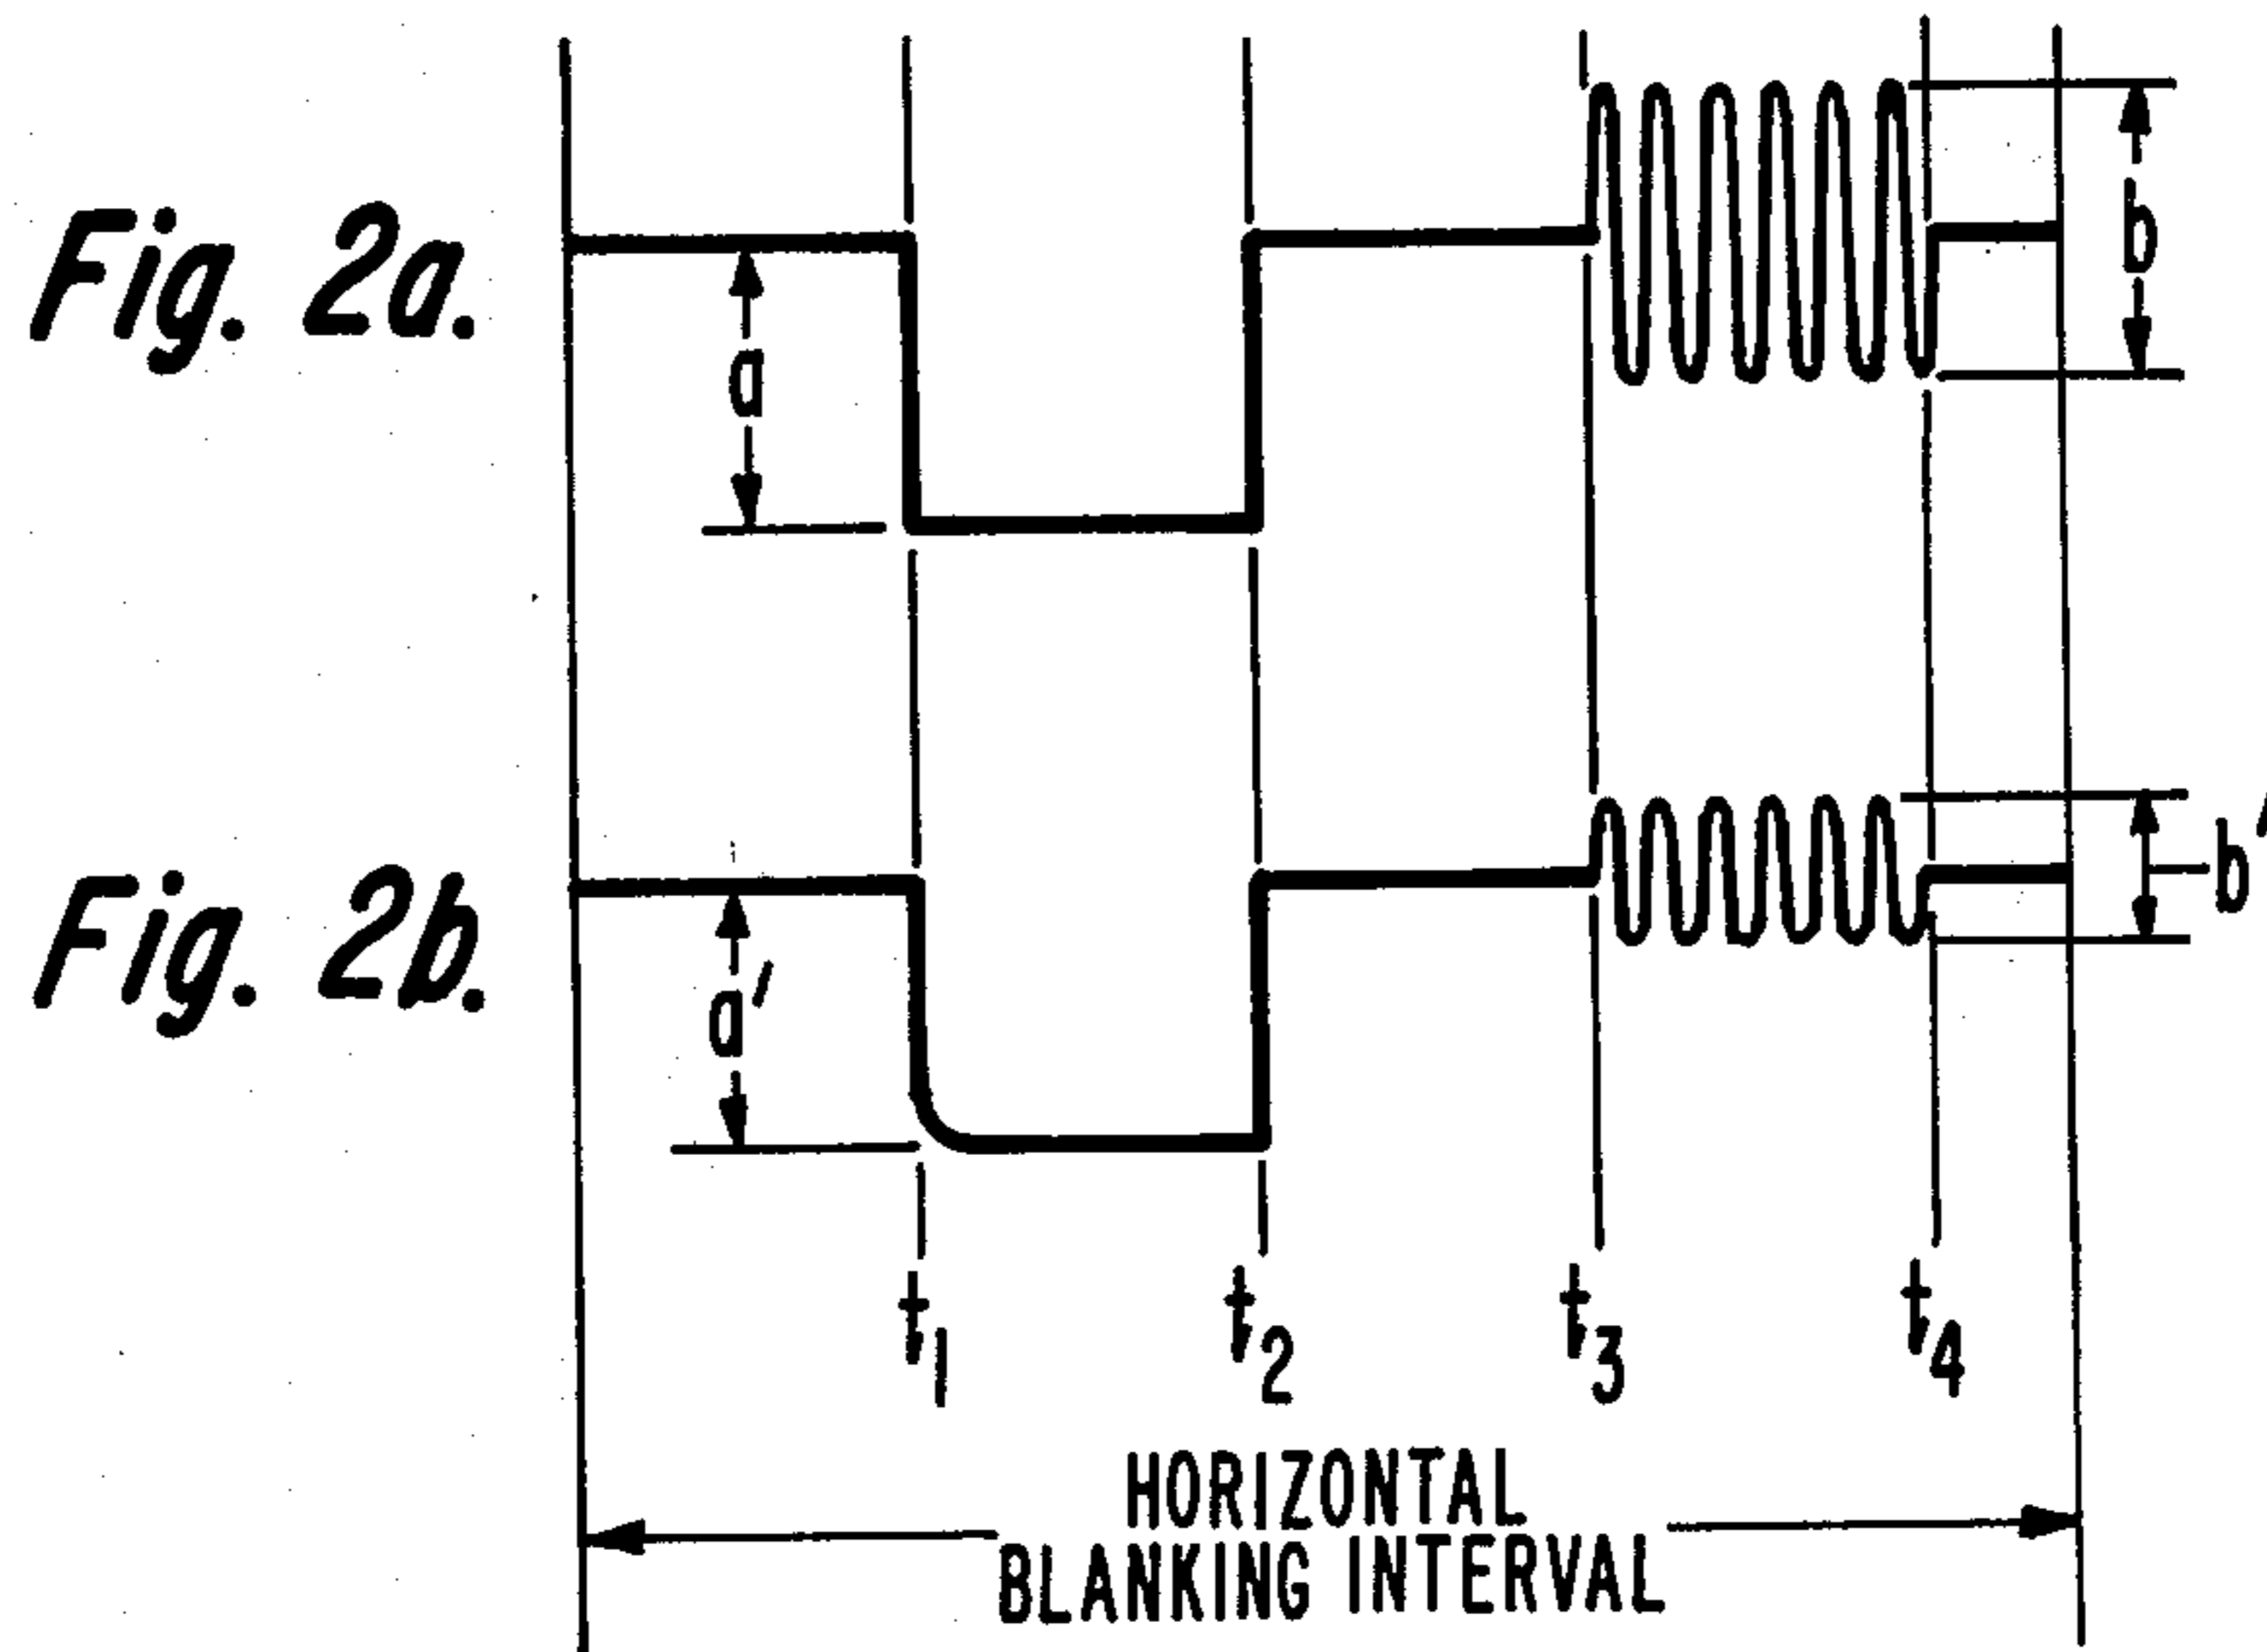 Fig. 2a.
a
b
Fig. 2b.
a′
b′
t₁ t₂ t₃ t₄
HORIZONTAL
BLANKING INTERVAL